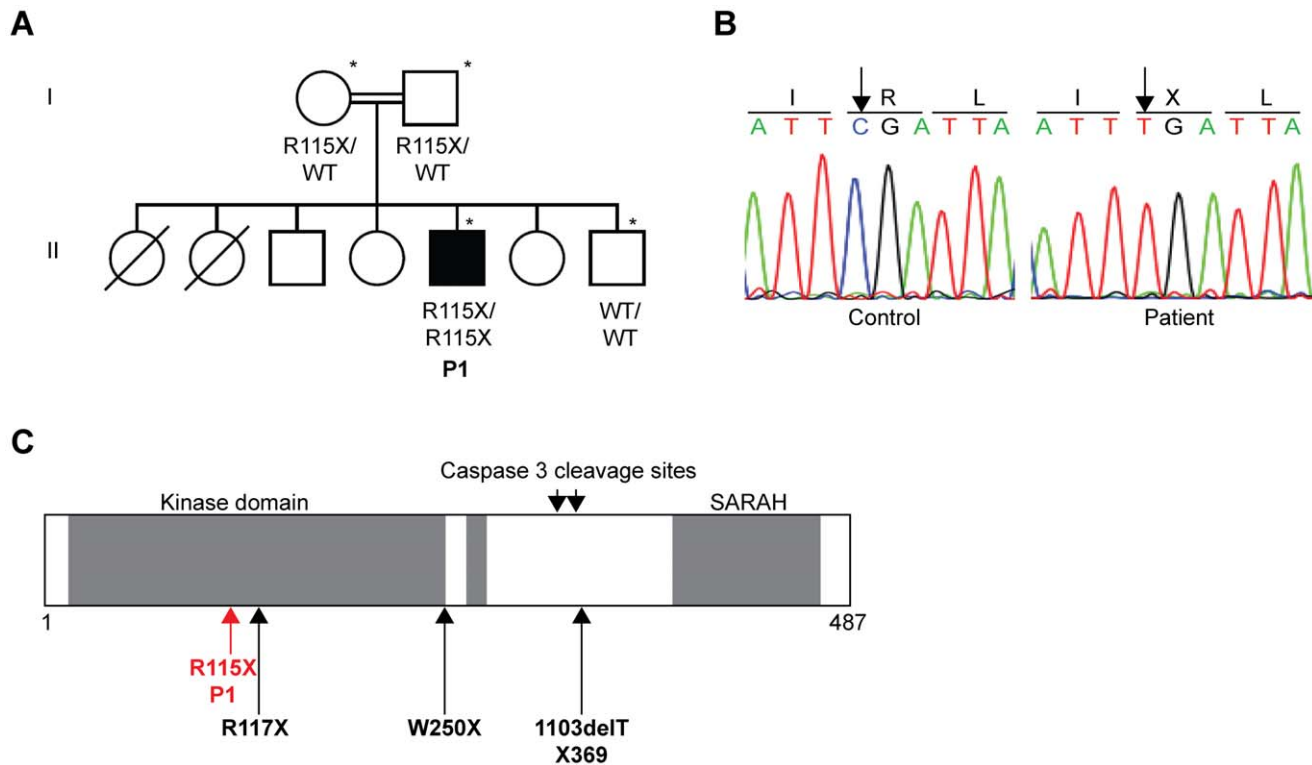 A
I
* *
R115X/ R115X/
WT WT
II
* *
R115X/ WT/
R115X WT
P1
B
I R L I X L
A T T C G A T T A A T T T G A T T A
Control Patient
C
Caspase 3 cleavage sites
Kinase domain SARAH
1 487
R115X
P1
R117X W250X 1103delT
X369